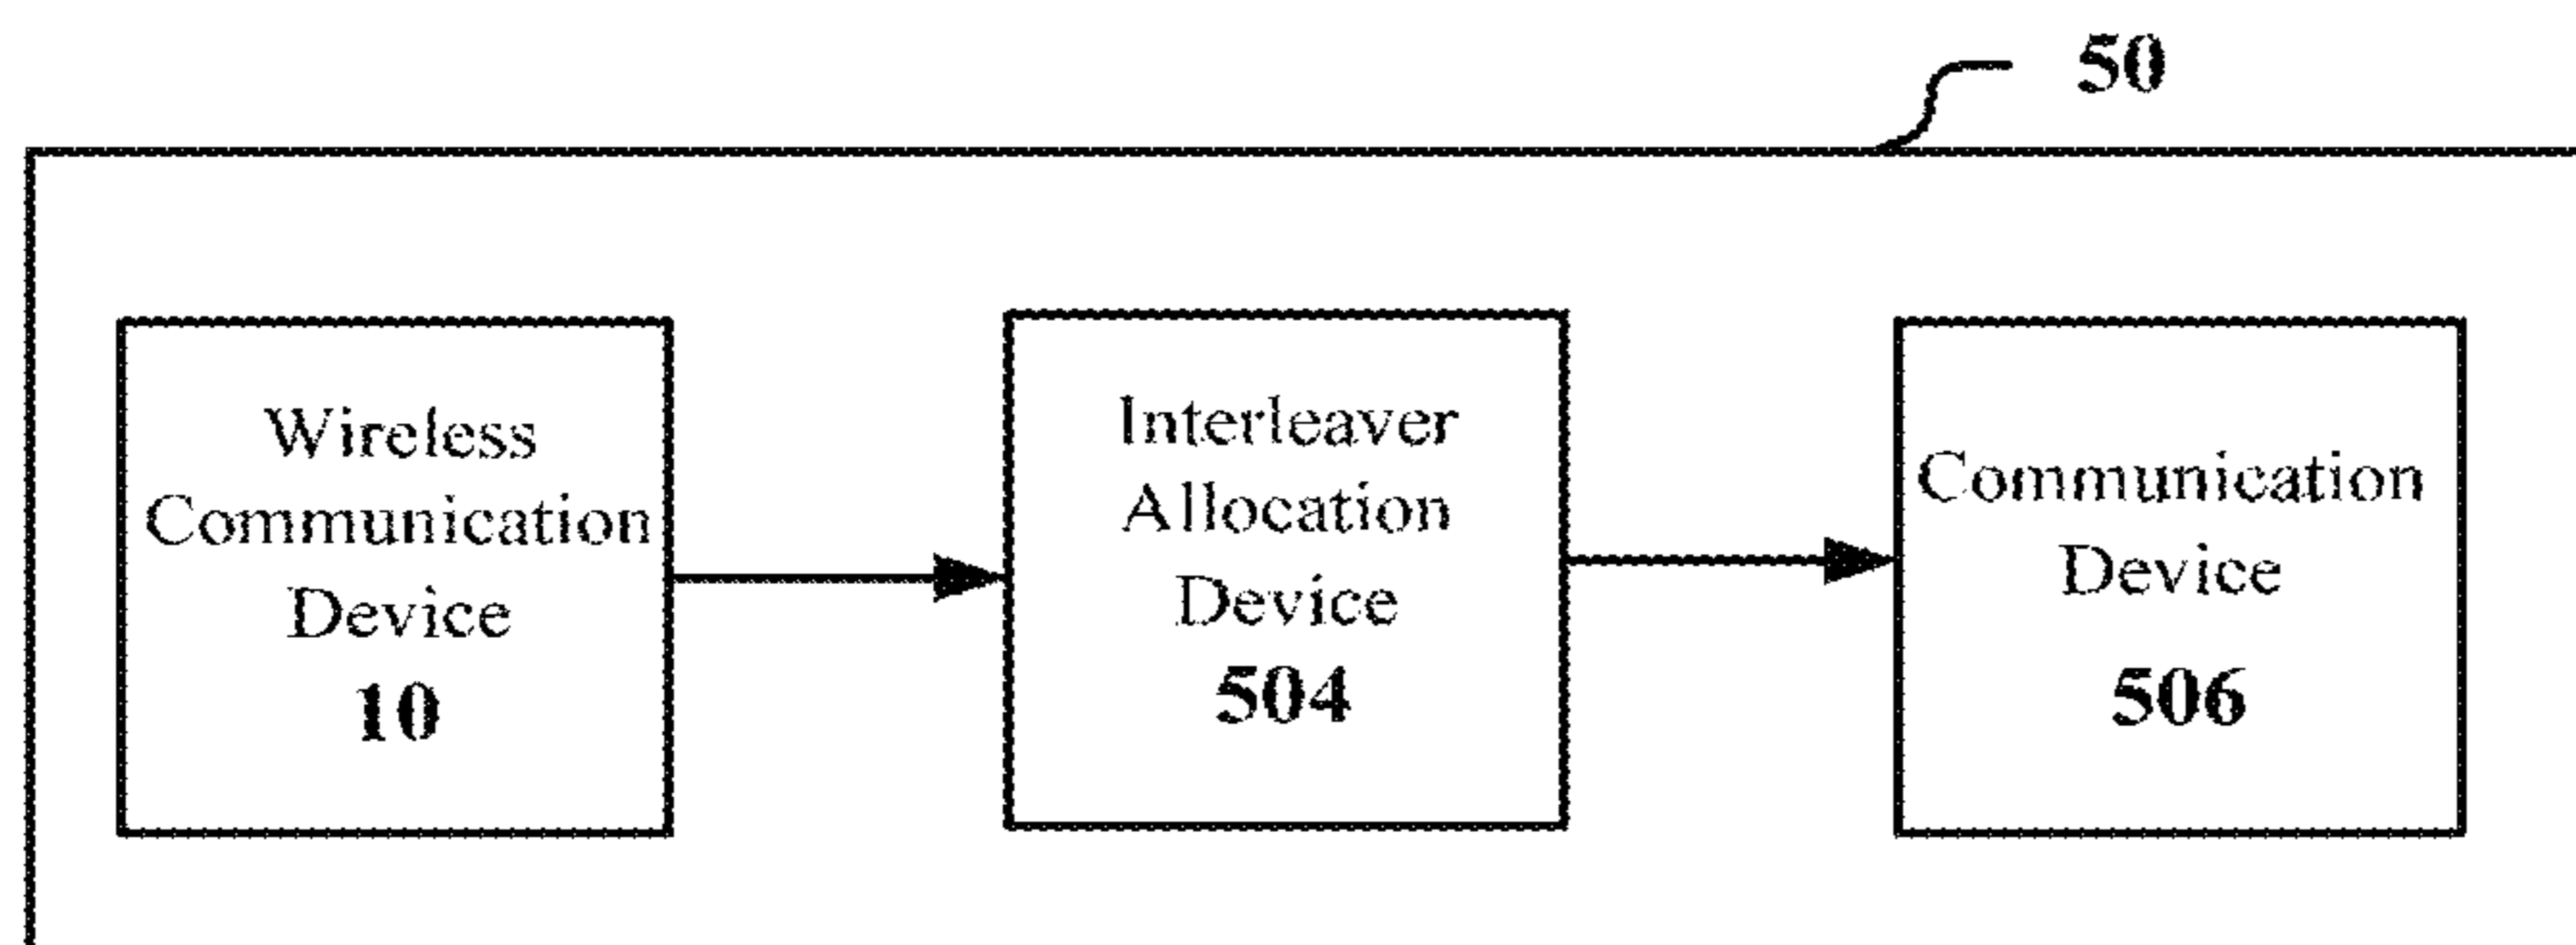 50
Wireless
Communication
Device
10
Interleaver
Allocation
Device
504
Communication
Device
506